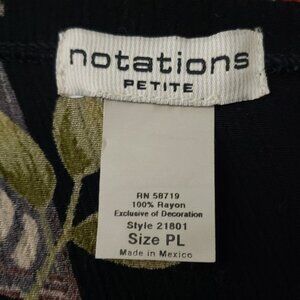 notations
PETITE
RN 58719
100% Rayon
Exclusive of Decoration
Style 21801
Size PL
Made in Mexico